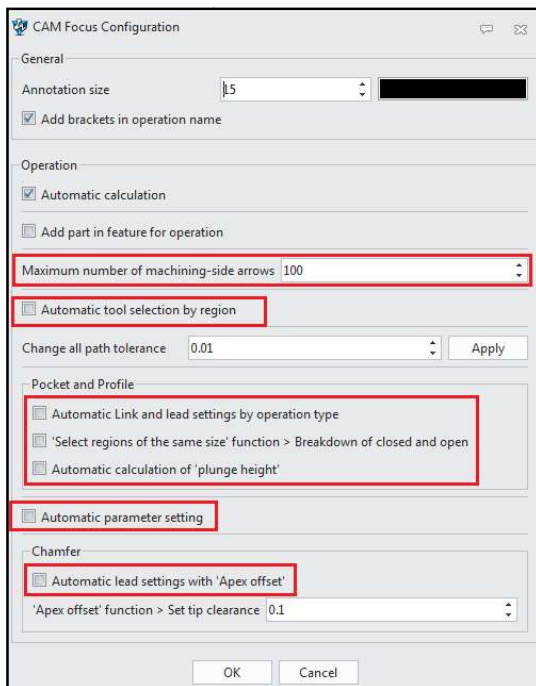 CAM Focus Configuration
General
Annotation size 15
Add brackets in operation name
Operation
Automatic calculation
Add part in feature for operation
Maximum number of machining-side arrows 100
Automatic tool selection by region
Change all path tolerance 0.01 Apply
Pocket and Profile
Automatic Link and lead settings by operation type
'Select regions of the same size' function > Breakdown of closed and open
Automatic calculation of 'plunge height'
Automatic parameter setting
Chamfer
Automatic lead settings with 'Apex offset'
'Apex offset' function > Set tip clearance 0.1
OK Cancel